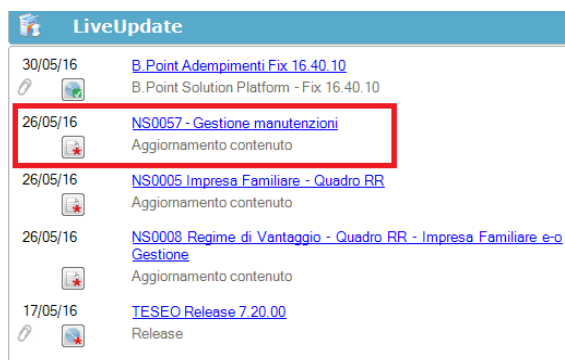 LiveUpdate
30/05/16 B.Point Adempimenti Fix 16.40.10
B.Point Solution Platform - Fix 16.40.10
26/05/16 NS0057 - Gestione manutenzioni
Aggiornamento contenuto
26/05/16 NS0005 Impresa Familiare - Quadro RR
Aggiornamento contenuto
26/05/16 NS0008 Regime di Vantaggio - Quadro RR - Impresa Familiare e-o
Gestione
Aggiornamento contenuto
17/05/16 TESEO Release 7.20.00
Release